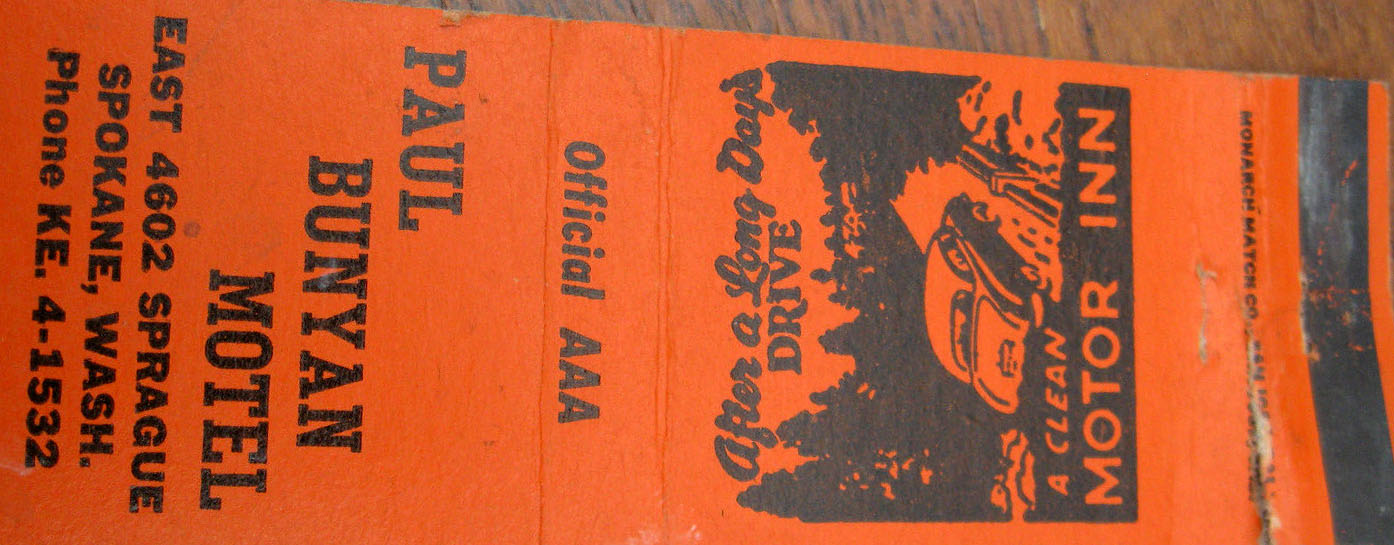 After a Long Day's
DRIVE
A CLEAN
MOTOR INN
MONARCH MATCH CO.
Official AAA
PAUL
BUNYAN
MOTEL
EAST 4602 SPRAGUE
SPOKANE, WASH.
Phone KE. 4-1532